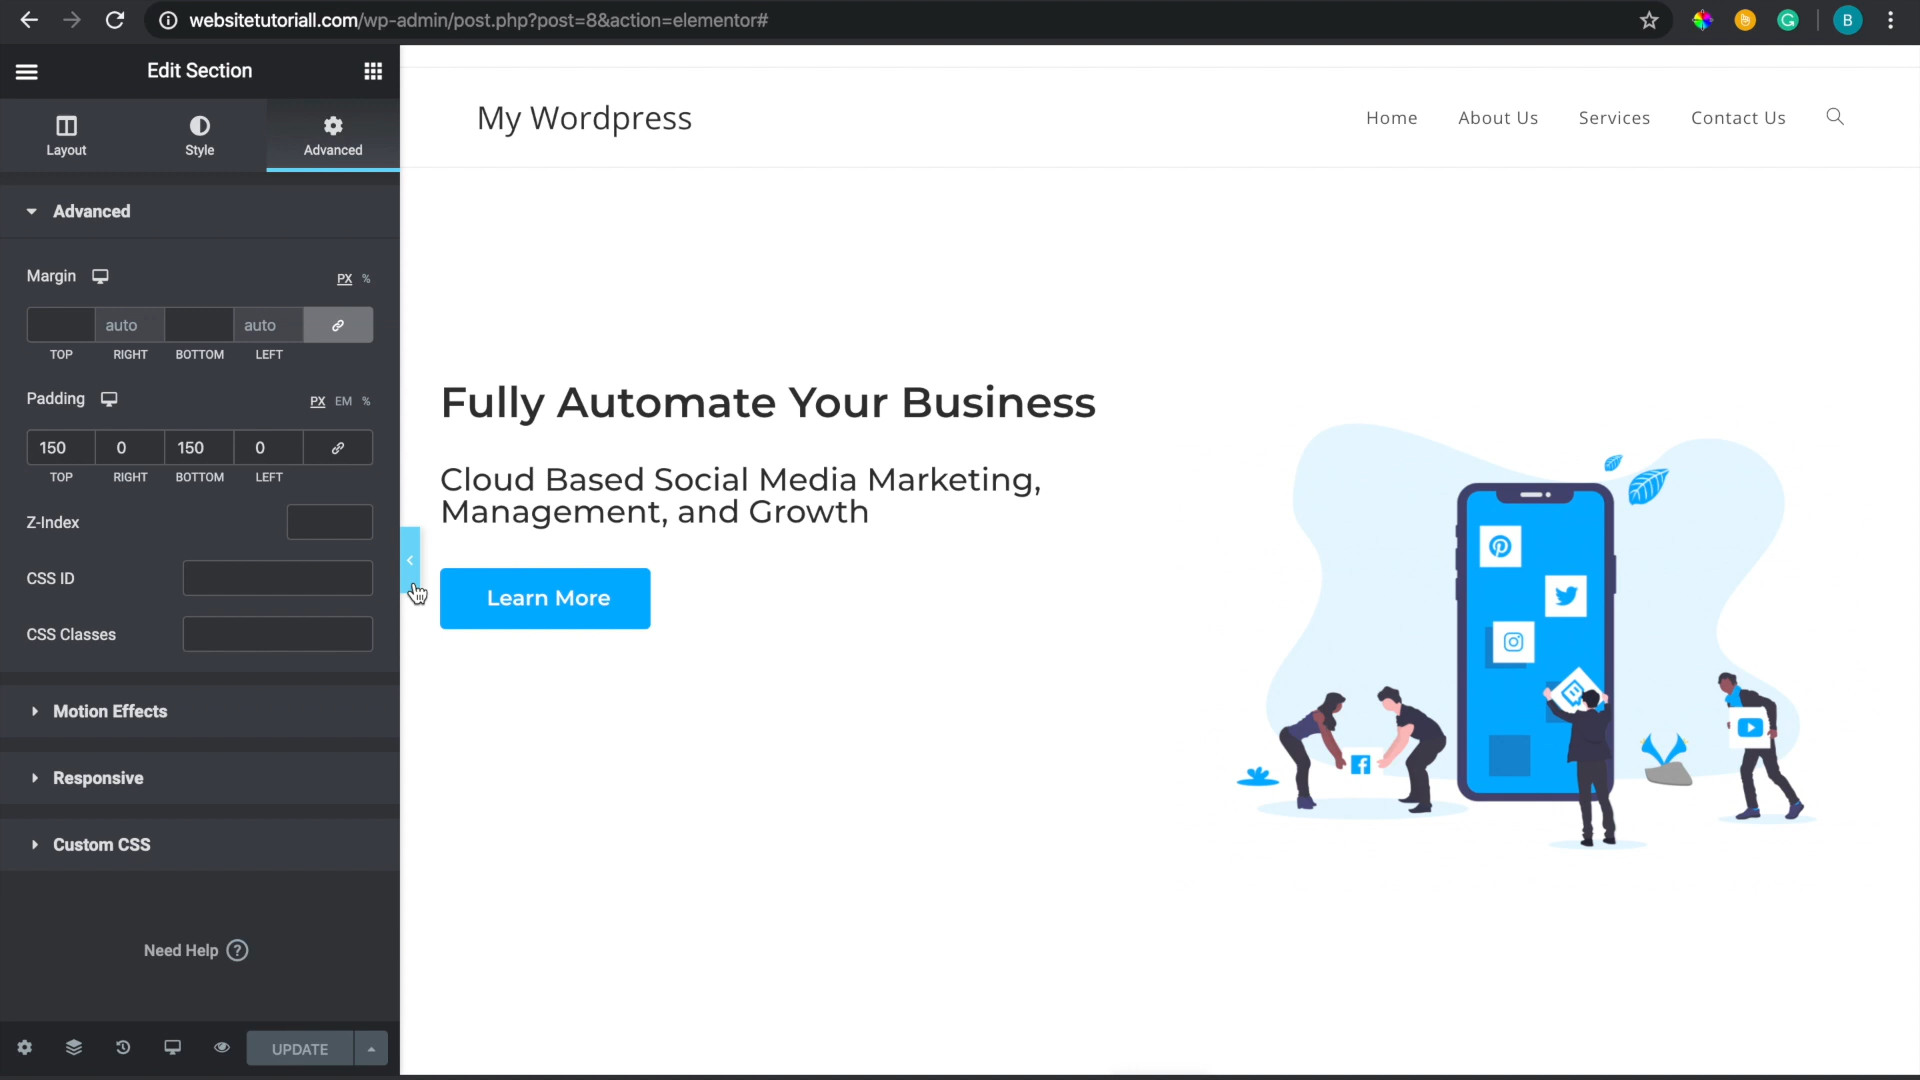 websitetutoriall.com/wp-admin/post.php?post=8&action=elementor#
B
Edit Section
Layout
Style
Advanced
Advanced
Margin
PX %
auto auto
TOP RIGHT BOTTOM LEFT
Padding
PX EM %
150 0 150 0
TOP RIGHT BOTTOM LEFT
Z-Index
CSS ID
CSS Classes
Motion Effects
Responsive
Custom CSS
Need Help ?
UPDATE
My Wordpress
Home About Us Services Contact Us
Fully Automate Your Business
Cloud Based Social Media Marketing,
Management, and Growth
Learn More